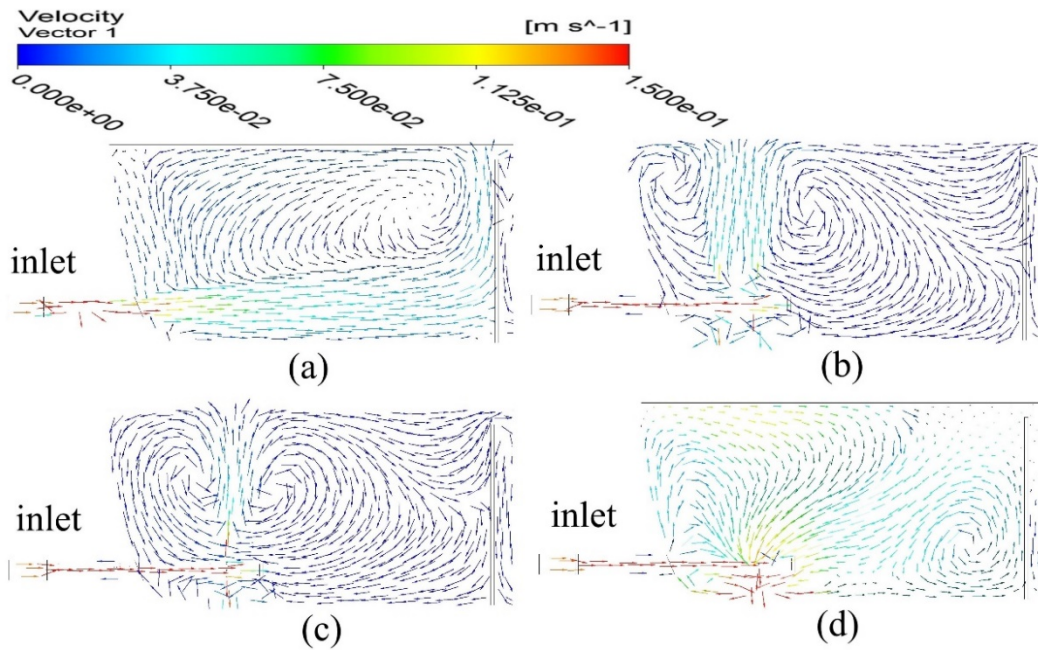 Velocity
Vector 1
[m s^-1]
0.000e+00
3.750e-02
7.500e-02
1.125e-01
1.500e-01
inlet
(a)
inlet
(b)
inlet
(c)
inlet
(d)